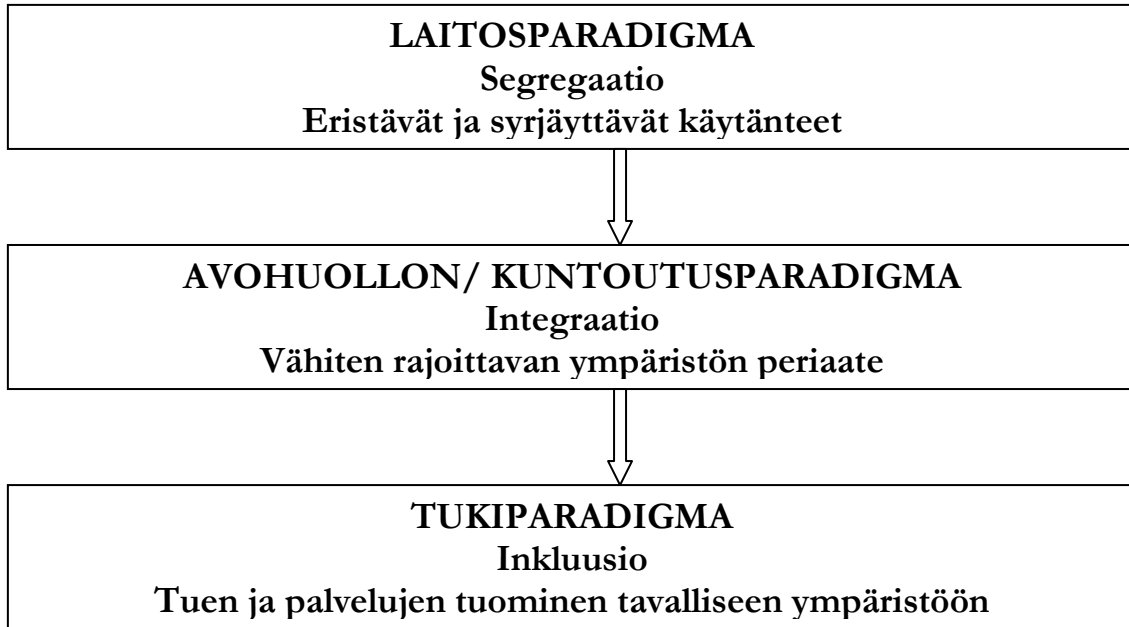 LAITOSPARADIGMA
Segregaatio
Eristävät ja syrjäyttävät käytänteet
AVOHUOLLON/ KUNTOUTUSPARADIGMA
Integraatio
Vähiten rajoittavan ympäristön periaate
TUKIPARADIGMA
Inkluusio
Tuen ja palvelujen tuominen tavalliseen ympäristöön